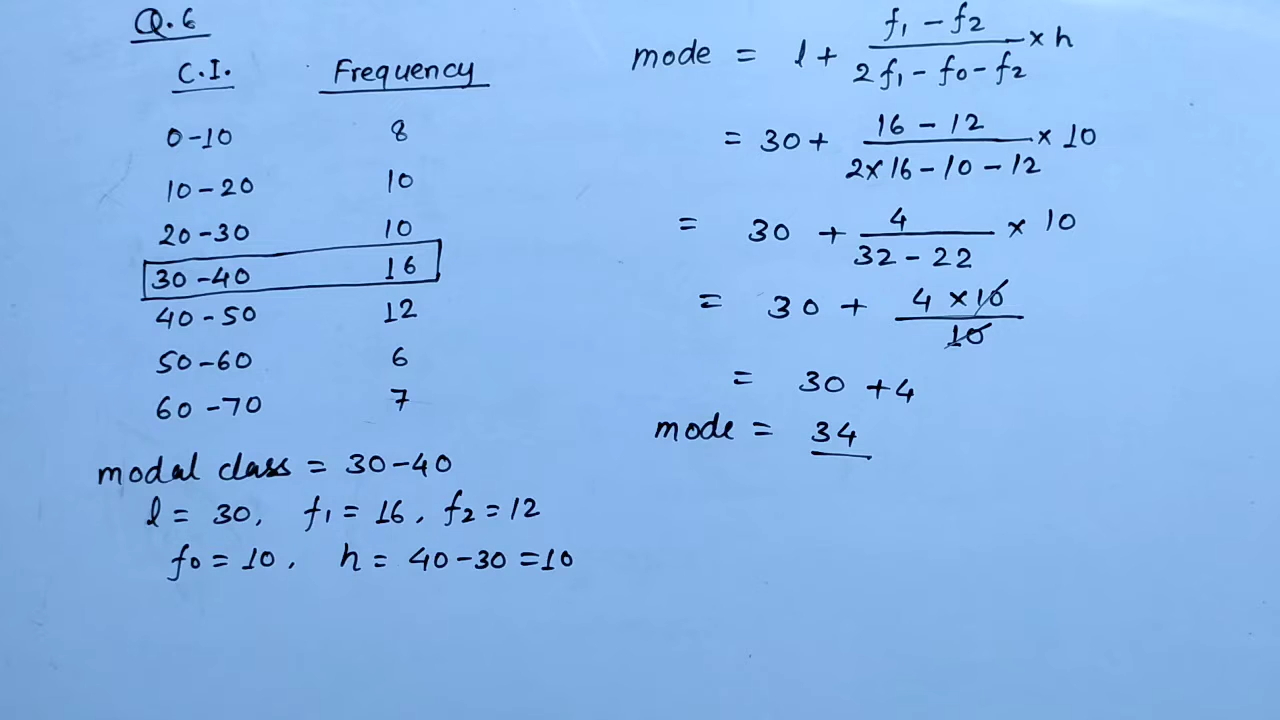 Q.6
C.I. Frequency
0-10 8
10-20 10
20-30 10
30-40 16
40-50 12
50-60 6
60-70 7
modal class = 30-40
l = 30, f1 = 16, f2 = 12
f0 = 10, h = 40-30 = 10
mode = l + (f1 - f2)/(2f1 - f0 - f2) × h
= 30 + (16 - 12)/(2×16 - 10 - 12) × 10
= 30 + 4/(32 - 22) × 10
= 30 + (4 × 10)/10
= 30 + 4
mode = 34